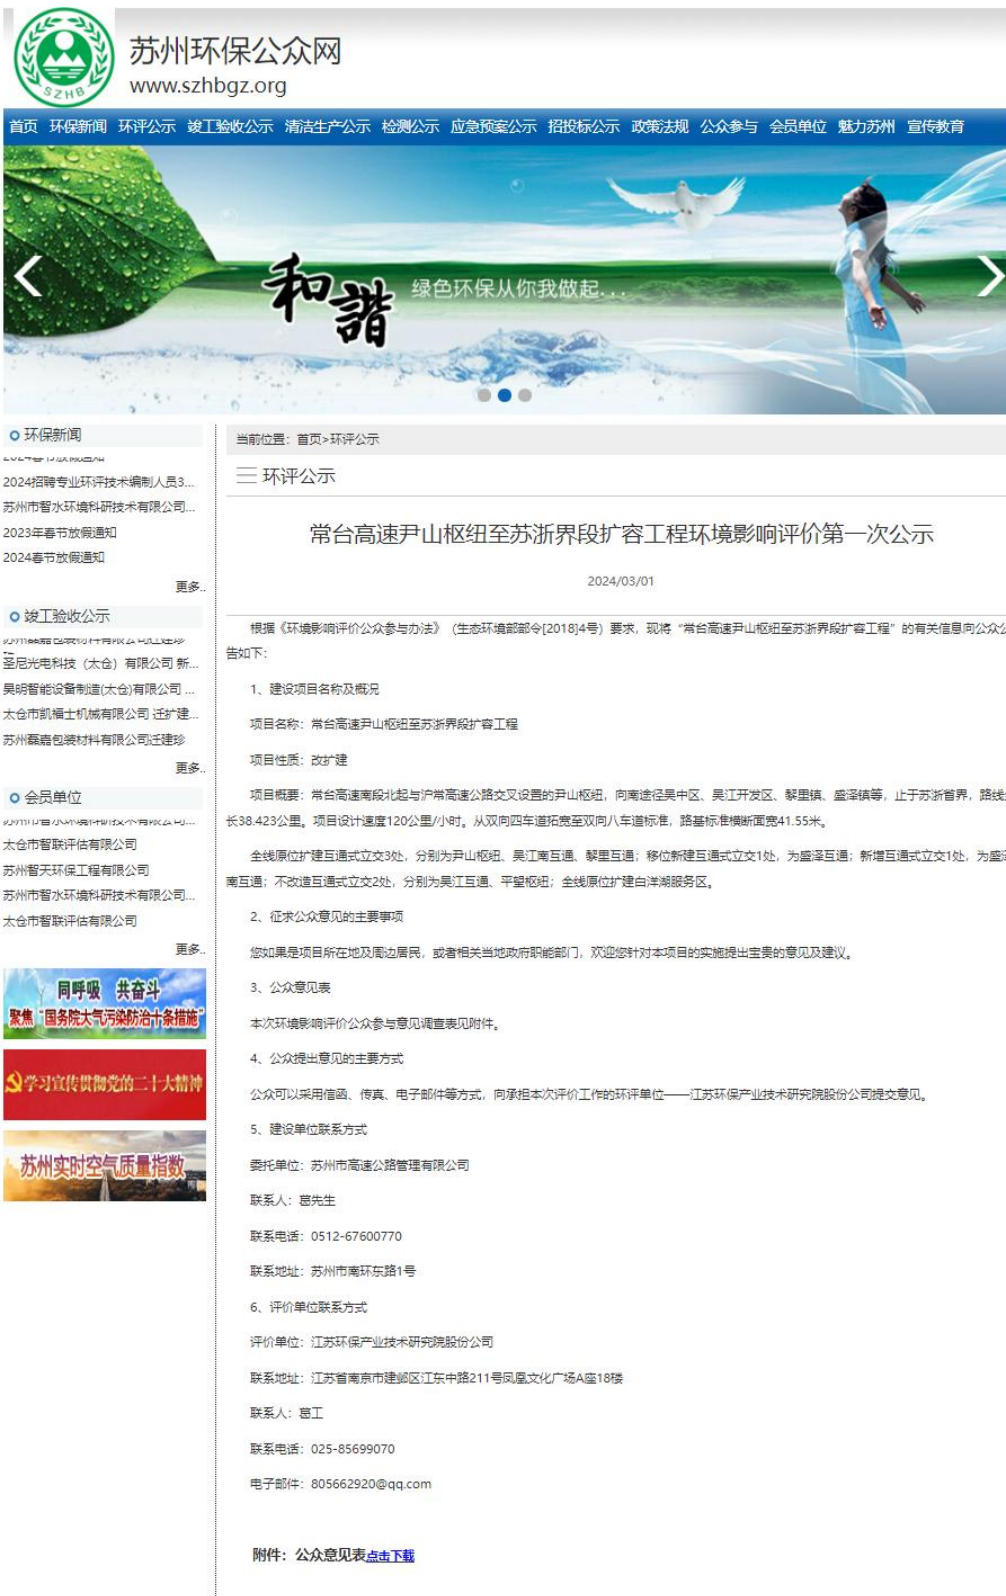 苏州环保公众网
www.szhbgz.org
SZHB
首页 环保新闻 环评公示 竣工验收公示 清洁生产公示 检测公示 应急预案公示 招投标公示 政策法规 公众参与 会员单位 魅力苏州 宣传教育
和諧
绿色环保从你我做起...
环保新闻
2024春节放假通知
2024招聘专业环评技术编制人员3...
苏州市智水环境科研技术有限公司...
2023年春节放假通知
2024春节放假通知
更多..
竣工验收公示
苏州磊嘉包装材料有限公司迁建珍
圣尼光电科技（太仓）有限公司 新...
昊明智能设备制造(太仓)有限公司 ...
太仓市凯福士机械有限公司 迁扩建...
苏州磊嘉包装材料有限公司迁建珍
更多..
会员单位
苏州市智水环境科研技术有限公司...
太仓市智联评估有限公司
苏州智天环保工程有限公司
苏州市智水环境科研技术有限公司...
太仓市智联评估有限公司
更多..
同呼吸 共奋斗
聚焦“国务院大气污染防治十条措施”
学习宣传贯彻党的二十大精神
苏州实时空气质量指数
当前位置：首页>环评公示
环评公示
常台高速尹山枢纽至苏浙界段扩容工程环境影响评价第一次公示
2024/03/01
根据《环境影响评价公众参与办法》（生态环境部部令[2018]4号）要求，现将“常台高速尹山枢纽至苏浙界段扩容工程”的有关信息向公众公
告如下：
1、建设项目名称及概况
项目名称：常台高速尹山枢纽至苏浙界段扩容工程
项目性质：改扩建
项目概要：常台高速南段北起与沪常高速公路交叉设置的尹山枢纽，向南途径吴中区、吴江开发区、黎里镇、盛泽镇等，止于苏浙省界，路线全
长38.423公里。项目设计速度120公里/小时。从双向四车道拓宽至双向八车道标准，路基标准横断面宽41.55米。
全线原位扩建互通式立交3处，分别为尹山枢纽、吴江南互通、黎里互通；移位新建互通式立交1处，为盛泽互通；新增互通式立交1处，为盛泽
南互通；不改造互通式立交2处，分别为吴江互通、平望枢纽；全线原位扩建白洋湖服务区。
2、征求公众意见的主要事项
您如果是项目所在地及周边居民，或者相关当地政府职能部门，欢迎您针对本项目的实施提出宝贵的意见及建议。
3、公众意见表
本次环境影响评价公众参与意见调查表见附件。
4、公众提出意见的主要方式
公众可以采用信函、传真、电子邮件等方式，向承担本次评价工作的环评单位——江苏环保产业技术研究院股份公司提交意见。
5、建设单位联系方式
委托单位：苏州市高速公路管理有限公司
联系人：葛先生
联系电话：0512-67600770
联系地址：苏州市南环东路1号
6、评价单位联系方式
评价单位：江苏环保产业技术研究院股份公司
联系地址：江苏省南京市建邺区江东中路211号凤凰文化广场A座18楼
联系人：葛工
联系电话：025-85699070
电子邮件：805662920@qq.com
附件：公众意见表点击下载